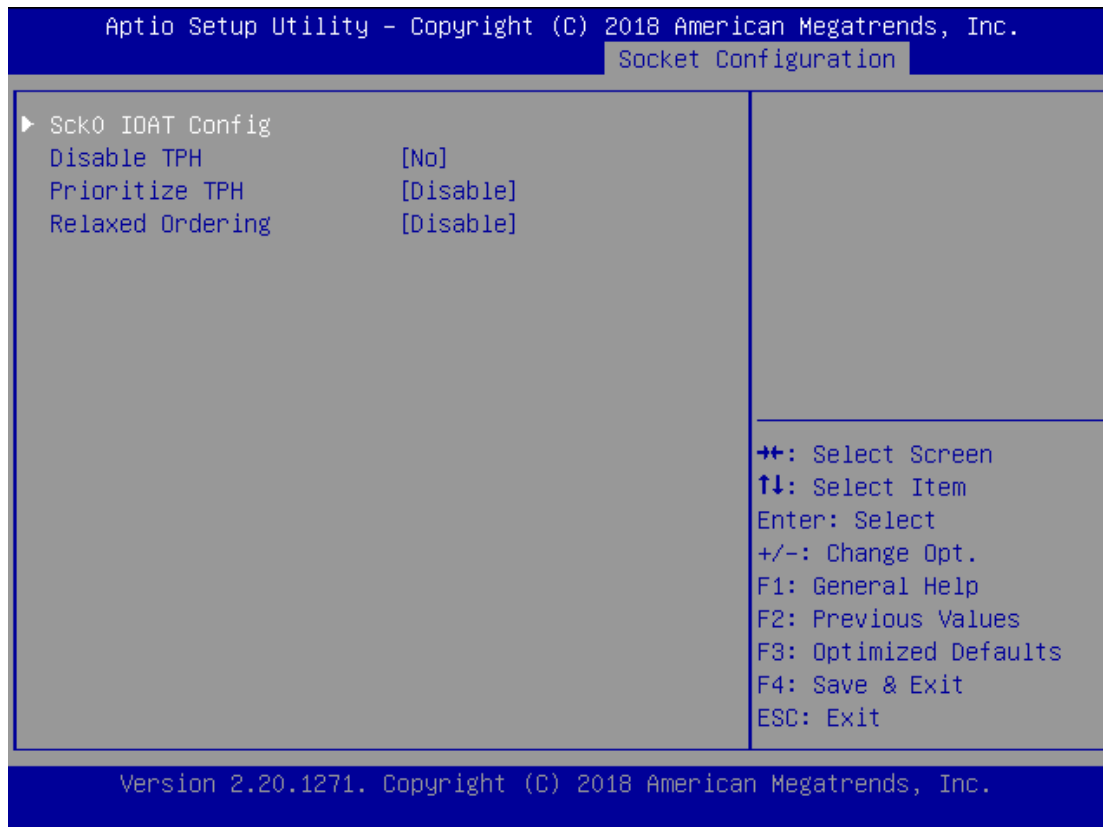 Aptio Setup Utility – Copyright (C) 2018 American Megatrends, Inc.
Socket Configuration
▶ Sck0 IOAT Config
Disable TPH [No]
Prioritize TPH [Disable]
Relaxed Ordering [Disable]
→←: Select Screen
↑↓: Select Item
Enter: Select
+/-: Change Opt.
F1: General Help
F2: Previous Values
F3: Optimized Defaults
F4: Save & Exit
ESC: Exit
Version 2.20.1271. Copyright (C) 2018 American Megatrends, Inc.